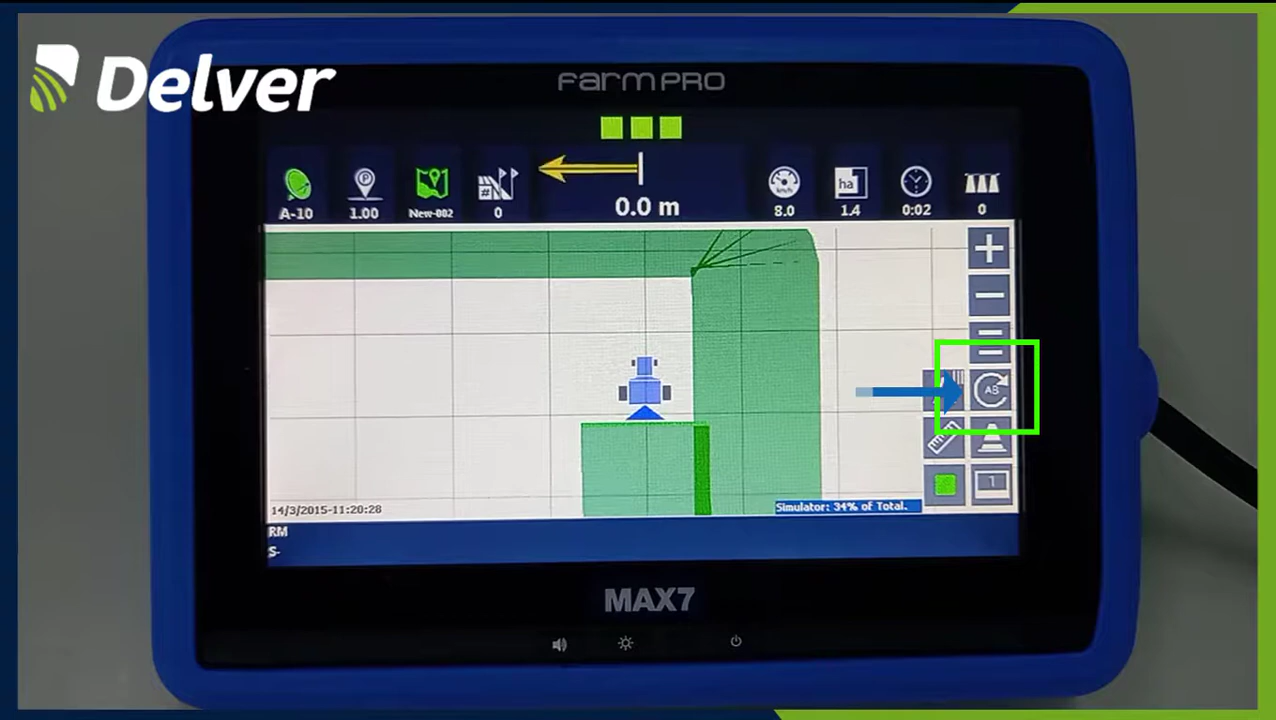 Delver
FARMPRO
A-10
1.00
New-002
0
0.0 m
km/h
8.0
ha
1.4
0:02
0
AB
1
14/3/2015-11:20:28
Simulator: 34% of Total.
RM
S-
MAX7